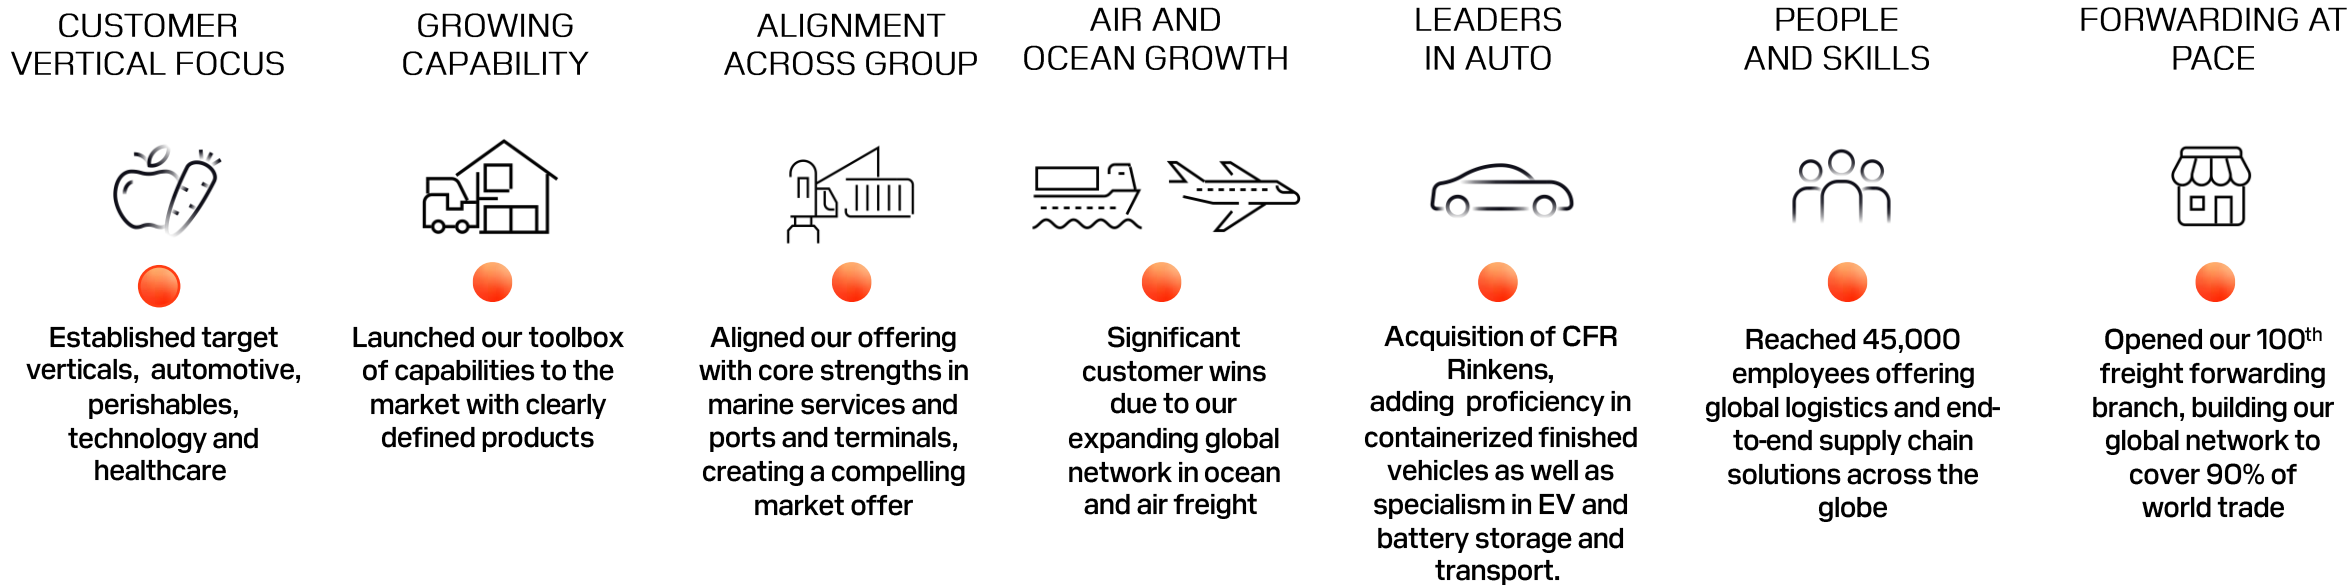 CUSTOMER
VERTICAL FOCUS
Established target
verticals, automotive,
perishables,
technology and
healthcare
GROWING
CAPABILITY
Launched our toolbox
of capabilities to the
market with clearly
defined products
ALIGNMENT
ACROSS GROUP
Aligned our offering
with core strengths in
marine services and
ports and terminals,
creating a compelling
market offer
AIR AND
OCEAN GROWTH
Significant
customer wins
due to our
expanding global
network in ocean
and air freight
LEADERS
IN AUTO
Acquisition of CFR
Rinkens,
adding proficiency in
containerized finished
vehicles as well as
specialism in EV and
battery storage and
transport.
PEOPLE
AND SKILLS
Reached 45,000
employees offering
global logistics and end-
to-end supply chain
solutions across the
globe
FORWARDING AT
PACE
Opened our 100th
freight forwarding
branch, building our
global network to
cover 90% of
world trade